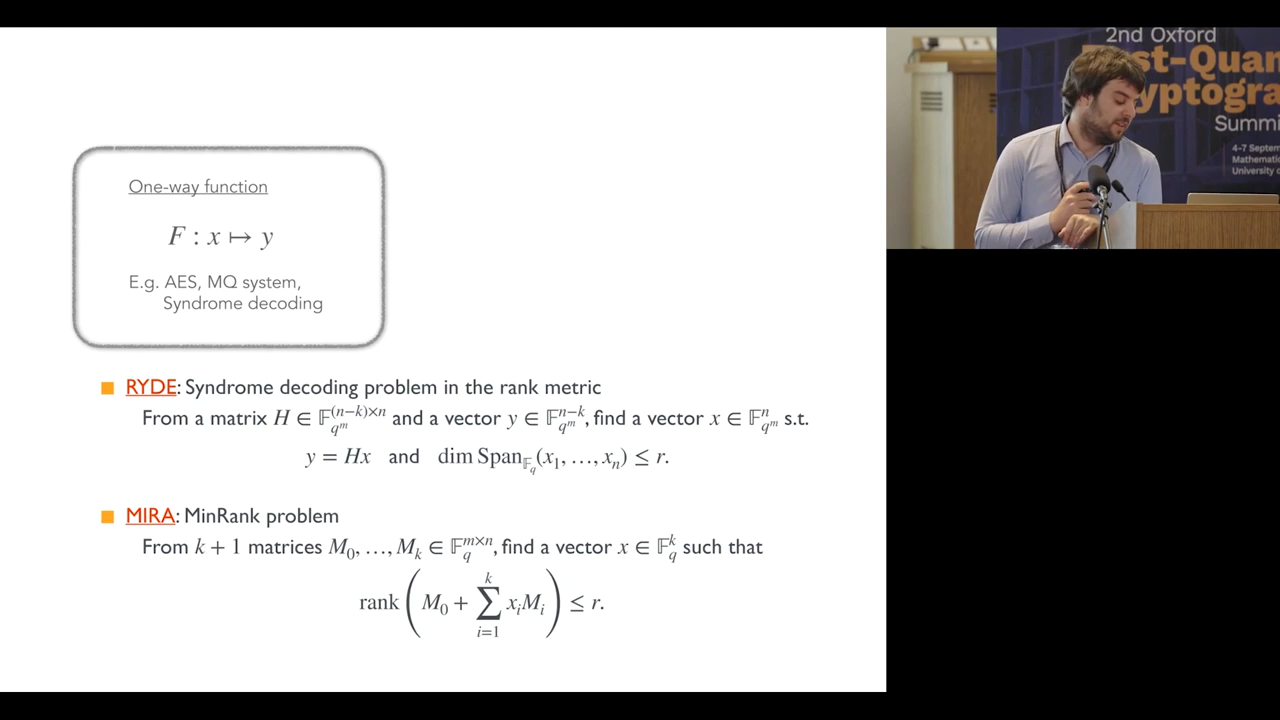 One-way function
F : x ↦ y
E.g. AES, MQ system,
Syndrome decoding
■ RYDE: Syndrome decoding problem in the rank metric
From a matrix H ∈ 𝔽_{q^m}^{(n−k)×n} and a vector y ∈ 𝔽_{q^m}^{n−k}, find a vector x ∈ 𝔽_{q^m}^n s.t.
y = Hx and dim Span_{𝔽_q}(x_1, …, x_n) ≤ r.
■ MIRA: MinRank problem
From k + 1 matrices M_0, …, M_k ∈ 𝔽_q^{m×n}, find a vector x ∈ 𝔽_q^k such that
rank(M_0 + ∑_{i=1}^{k} x_i M_i) ≤ r.
2nd Oxford
st-Quan
yptogra
Summi
4-7 Septem
Mathematic
University o